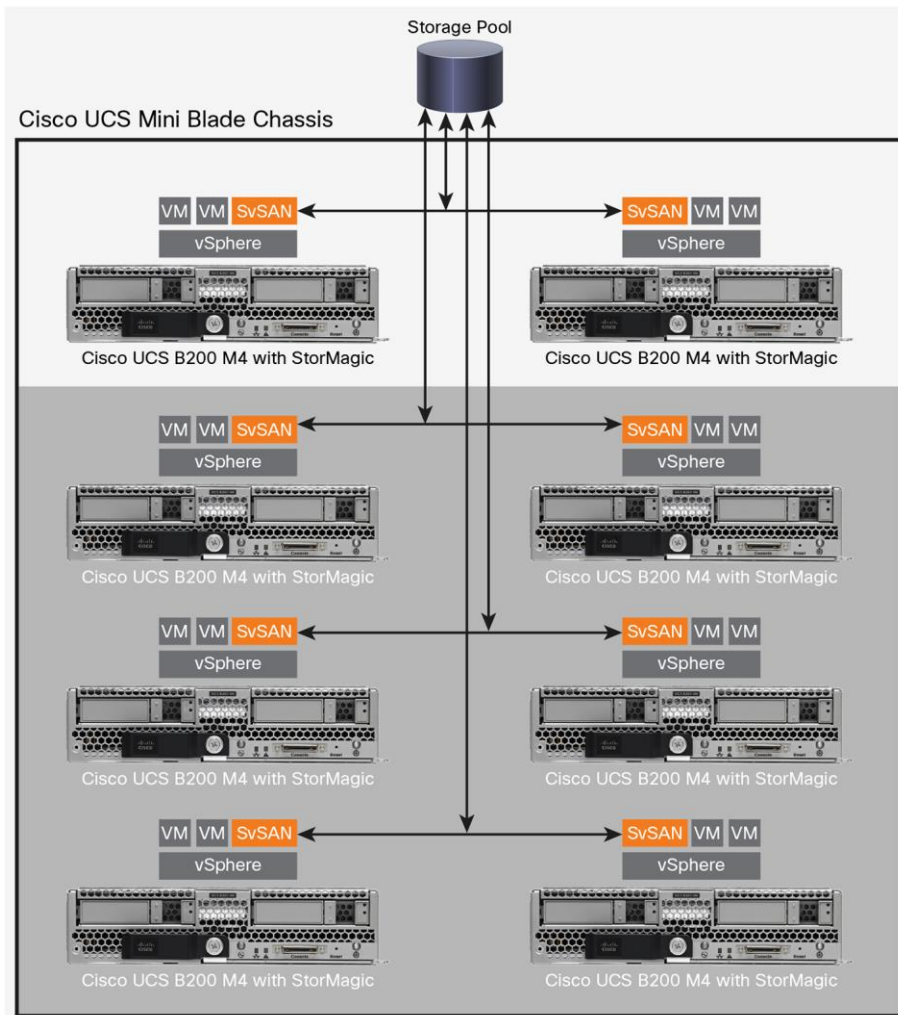 Storage Pool
Cisco UCS Mini Blade Chassis
VM VM SvSAN
SvSAN VM VM
vSphere
vSphere
Cisco UCS B200 M4 with StorMagic
Cisco UCS B200 M4 with StorMagic
VM VM SvSAN
SvSAN VM VM
vSphere
vSphere
Cisco UCS B200 M4 with StorMagic
Cisco UCS B200 M4 with StorMagic
VM VM SvSAN
SvSAN VM VM
vSphere
vSphere
Cisco UCS B200 M4 with StorMagic
Cisco UCS B200 M4 with StorMagic
VM VM SvSAN
SvSAN VM VM
vSphere
vSphere
Cisco UCS B200 M4 with StorMagic
Cisco UCS B200 M4 with StorMagic